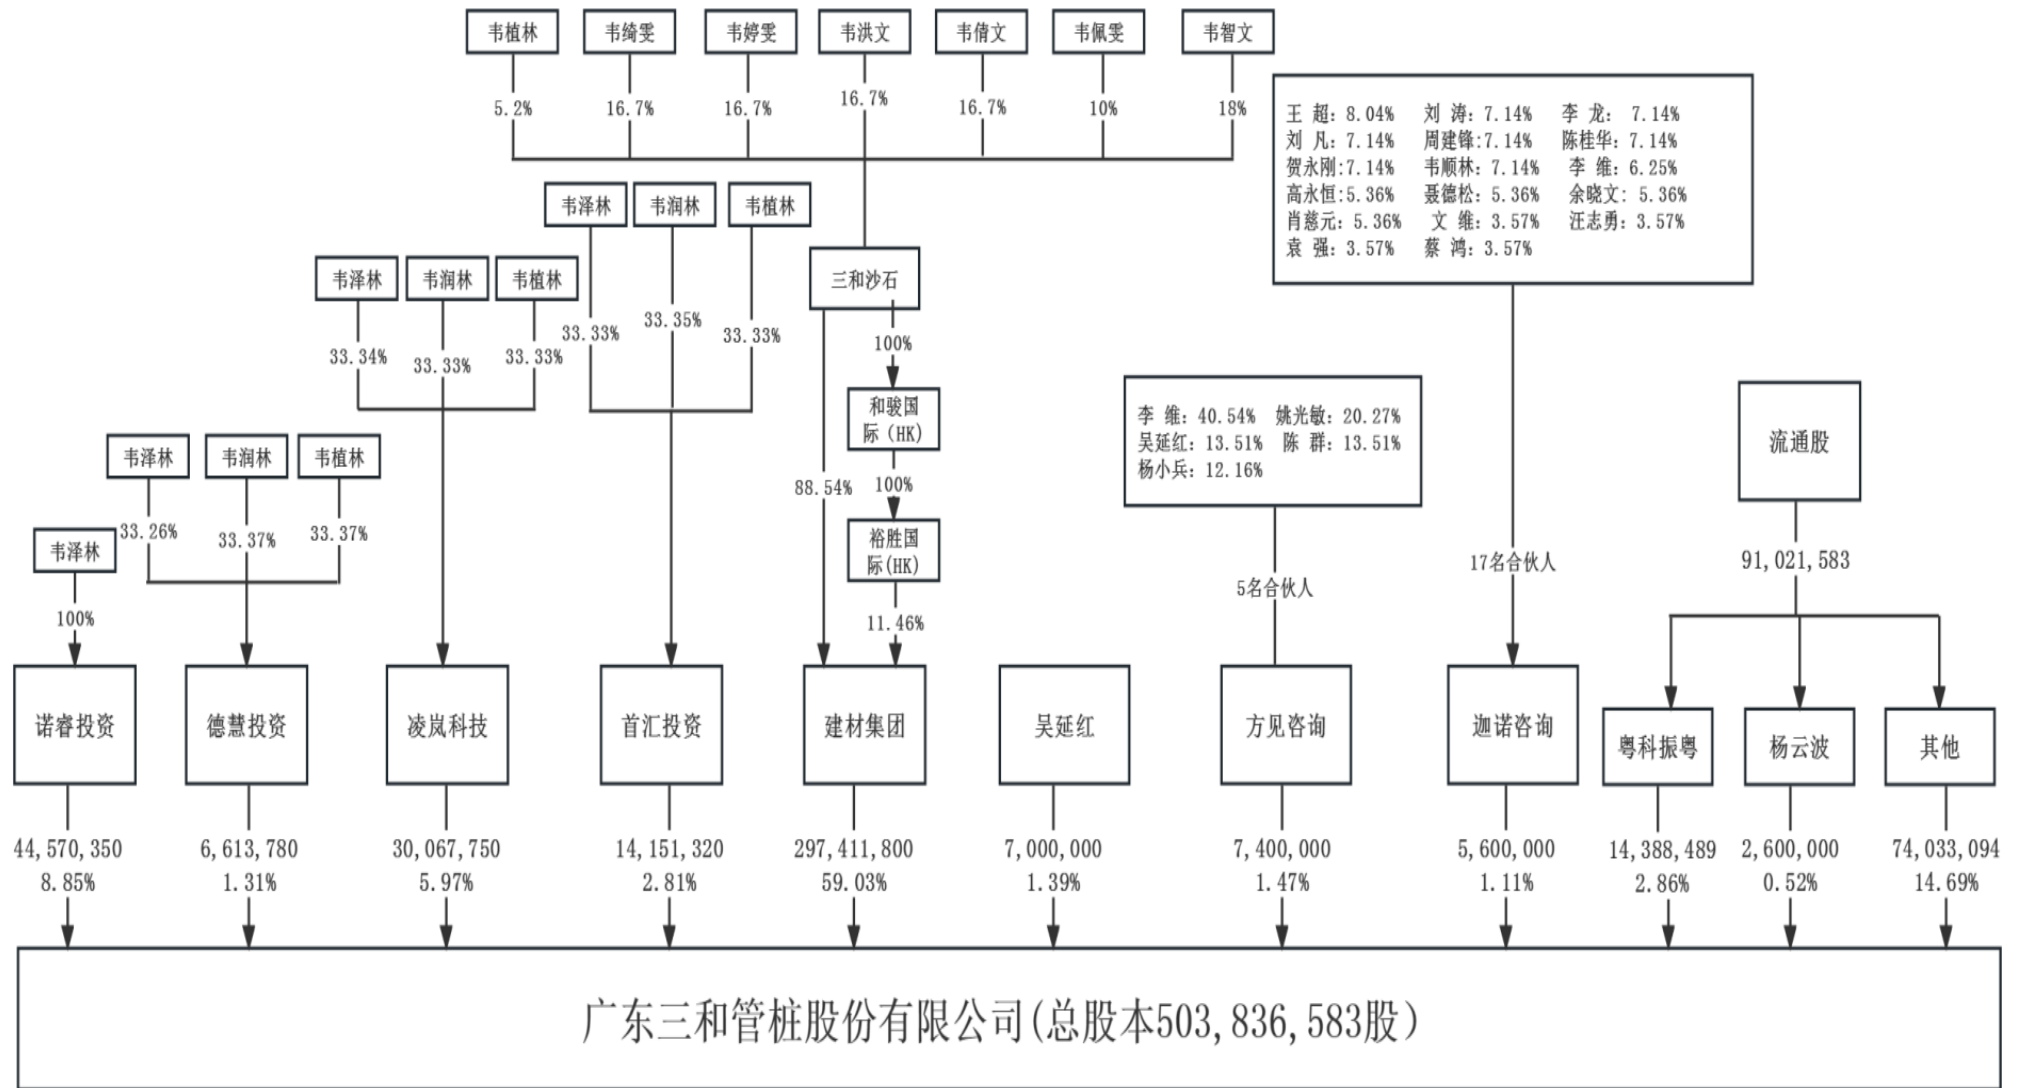 韦植林 韦绮雯 韦婷雯 韦洪文 韦倩文 韦佩雯 韦智文
5.2% 16.7% 16.7% 16.7% 16.7% 10% 18%
王 超: 8.04% 刘 涛: 7.14% 李 龙: 7.14%
刘 凡: 7.14% 周建锋:7.14% 陈桂华: 7.14%
贺永刚:7.14% 韦顺林: 7.14% 李 维: 6.25%
高永恒:5.36% 聂德松: 5.36% 余晓文: 5.36%
肖慈元: 5.36% 文 维: 3.57% 汪志勇: 3.57%
袁 强: 3.57% 蔡 鸿: 3.57%
韦泽林 韦润林 韦植林
33.33% 33.35% 33.33%
三和沙石
韦泽林 韦润林 韦植林
33.34% 33.33% 33.33%
100%
和骏国
际（HK)
88.54% 100%
裕胜国
际(HK)
11.46%
李 维: 40.54% 姚光敏: 20.27%
吴延红: 13.51% 陈 群: 13.51%
杨小兵: 12.16%
流通股
韦泽林 韦润林 韦植林
33.26% 33.37% 33.37%
韦泽林
100%
5名合伙人
17名合伙人
91,021,583
诺睿投资 德慧投资 凌岚科技 首汇投资 建材集团 吴延红 方见咨询 迦诺咨询 粤科振粤 杨云波 其他
44,570,350 6,613,780 30,067,750 14,151,320 297,411,800 7,000,000 7,400,000 5,600,000 14,388,489 2,600,000 74,033,094
8.85% 1.31% 5.97% 2.81% 59.03% 1.39% 1.47% 1.11% 2.86% 0.52% 14.69%
广东三和管桩股份有限公司(总股本503,836,583股）